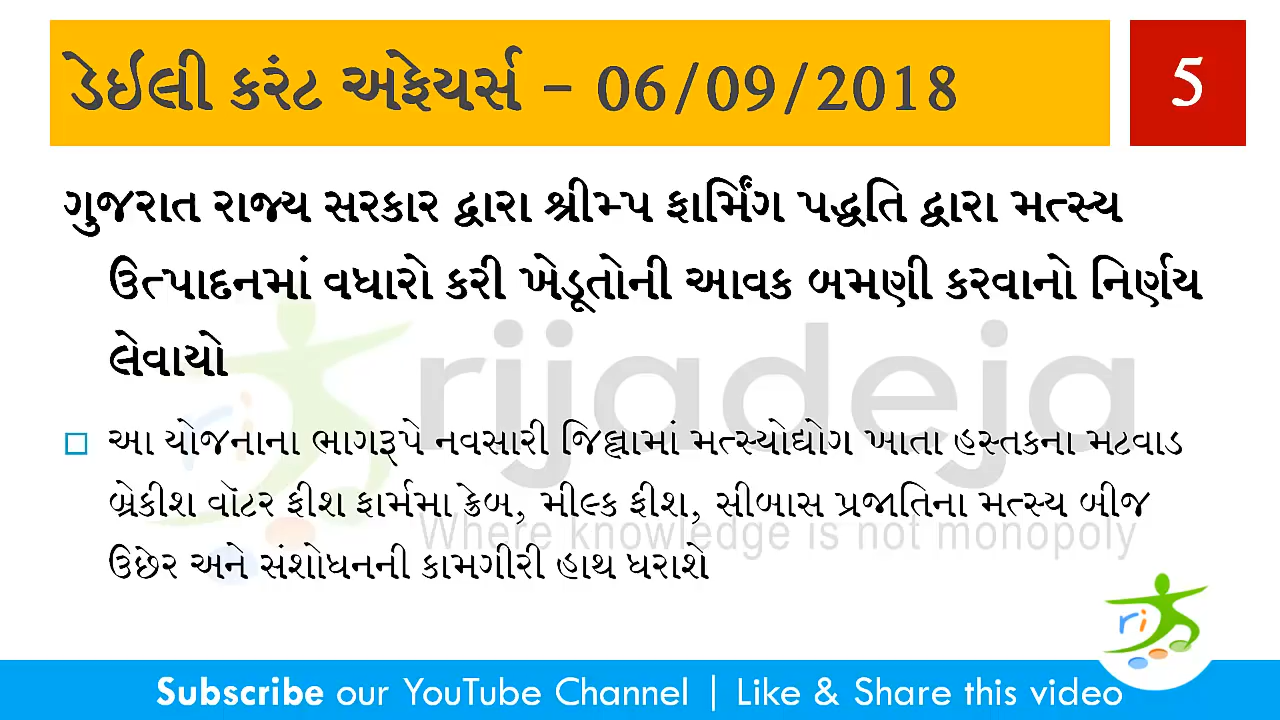 ડેઈલી કરંટ અફેયર્સ – 06/09/2018
5
ગુજરાત રાજ્ય સરકાર દ્વારા શ્રીમ્પ ફાર્મિંગ પદ્ધતિ દ્વારા મત્સ્ય
ઉત્પાદનમાં વધારો કરી ખેડૂતોની આવક બમણી કરવાનો નિર્ણય
લેવાયો
આ યોજનાના ભાગરૂપે નવસારી જિલ્લામાં મત્સ્યોદ્યોગ ખાતા હસ્તકના મટવાડ
બ્રેકીશ વૉટર ફીશ ફાર્મમા ક્રેબ, મીલ્ક ફીશ, સીબાસ પ્રજાતિના મત્સ્ય બીજ
ઉછેર અને સંશોધનની કામગીરી હાથ ધરાશે
rijadeja
Where knowledge is not monopoly
ri
Subscribe our YouTube Channel | Like & Share this video